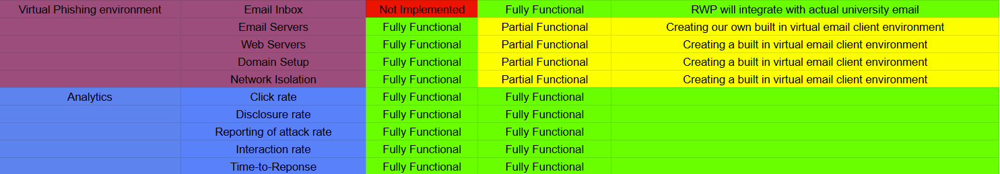 Virtual Phishing environment Email Inbox Not Implemented Fully Functional RWP will integrate with actual university email
Email Servers Fully Functional Partial Functional Creating our own built in virtual email client environment
Web Servers Fully Functional Partial Functional Creating a built in virtual email client environment
Domain Setup Fully Functional Partial Functional Creating a built in virtual email client environment
Network Isolation Fully Functional Partial Functional Creating a built in virtual email client environment
Analytics Click rate Fully Functional Fully Functional
Disclosure rate Fully Functional Fully Functional
Reporting of attack rate Fully Functional Fully Functional
Interaction rate Fully Functional Fully Functional
Time-to-Reponse Fully Functional Fully Functional